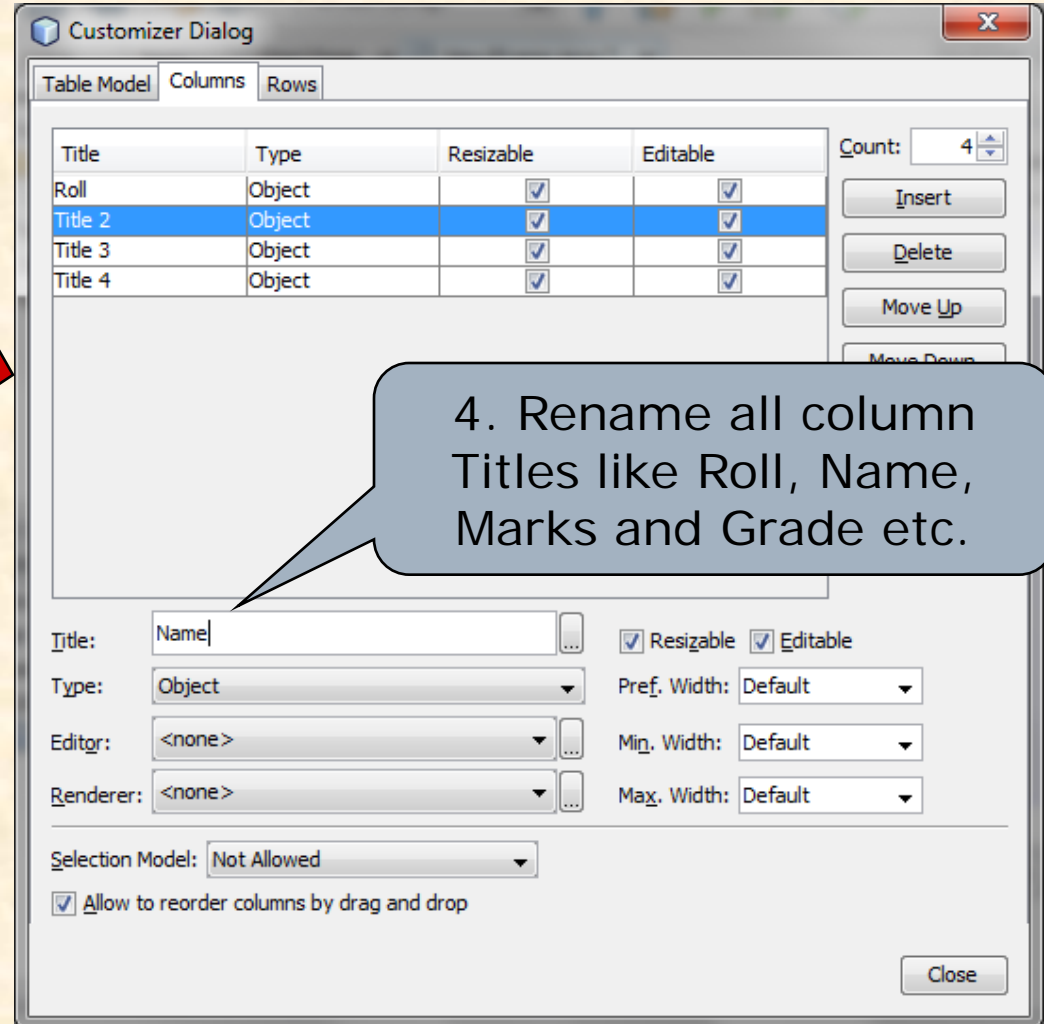 Customizer Dialog
Table Model Columns Rows
Title Type Resizable Editable
Count: 4
Roll Object
Title 2 Object
Title 3 Object
Title 4 Object
Insert
Delete
Move Up
Move Down
4. Rename all column
Titles like Roll, Name,
Marks and Grade etc.
Title: Name ... Resizable Editable
Type: Object Pref. Width: Default
Editor: <none> ... Min. Width: Default
Renderer: <none> ... Max. Width: Default
Selection Model: Not Allowed
Allow to reorder columns by drag and drop
Close